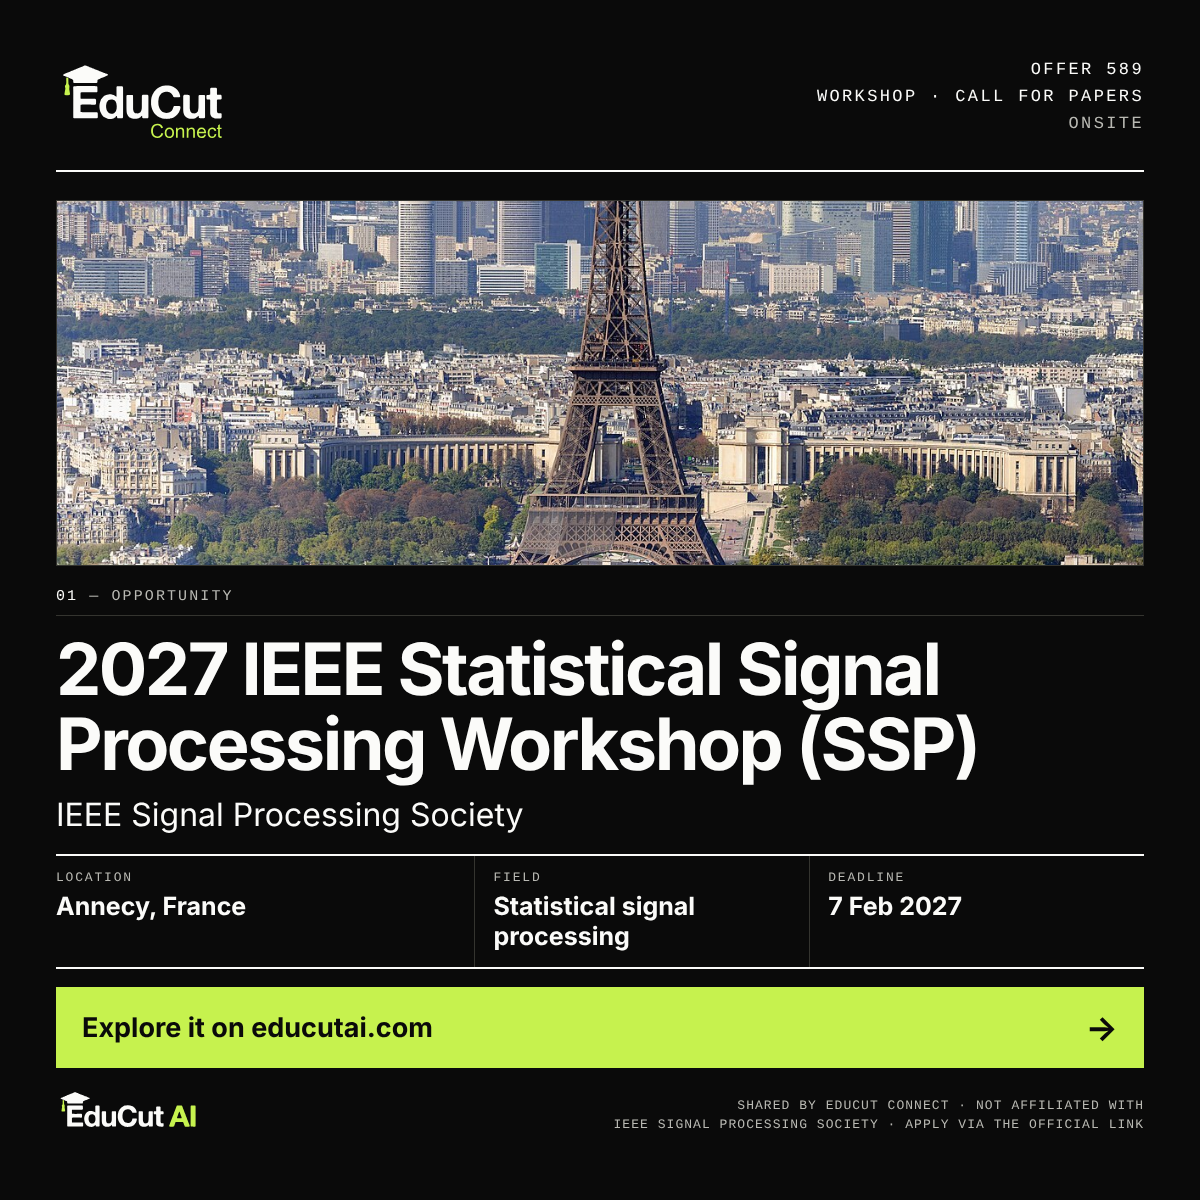 EduCut
Connect
OFFER 589
WORKSHOP · CALL FOR PAPERS
ONSITE
01 — OPPORTUNITY
2027 IEEE Statistical Signal
Processing Workshop (SSP)
IEEE Signal Processing Society
LOCATION
Annecy, France
FIELD
Statistical signal
processing
DEADLINE
7 Feb 2027
Explore it on educutai.com →
EduCut AI
SHARED BY EDUCUT CONNECT · NOT AFFILIATED WITH
IEEE SIGNAL PROCESSING SOCIETY · APPLY VIA THE OFFICIAL LINK